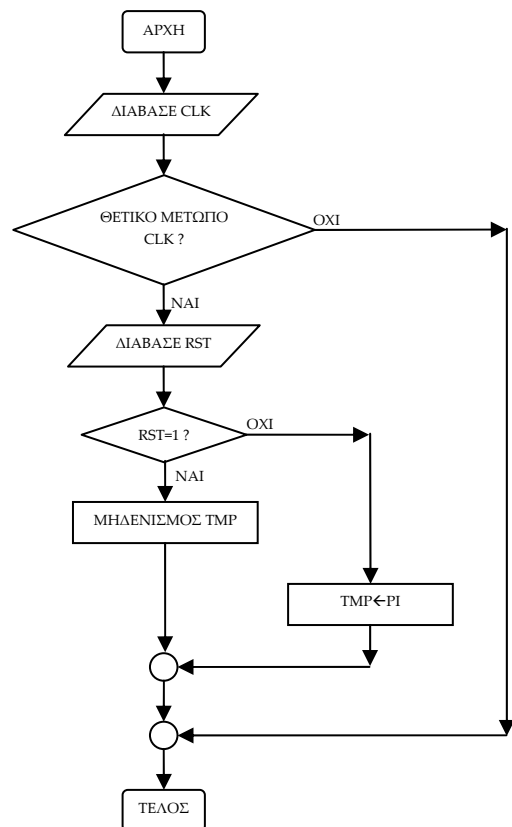 ΑΡΧΗ
ΔΙΑΒΑΣΕ CLK
ΘΕΤΙΚΟ ΜΕΤΩΠΟ
CLK ?
ΟΧΙ
ΝΑΙ
ΔΙΑΒΑΣΕ RST
RST=1 ?
ΟΧΙ
ΝΑΙ
ΜΗΔΕΝΙΣΜΟΣ TMP
TMP←PI
ΤΕΛΟΣ